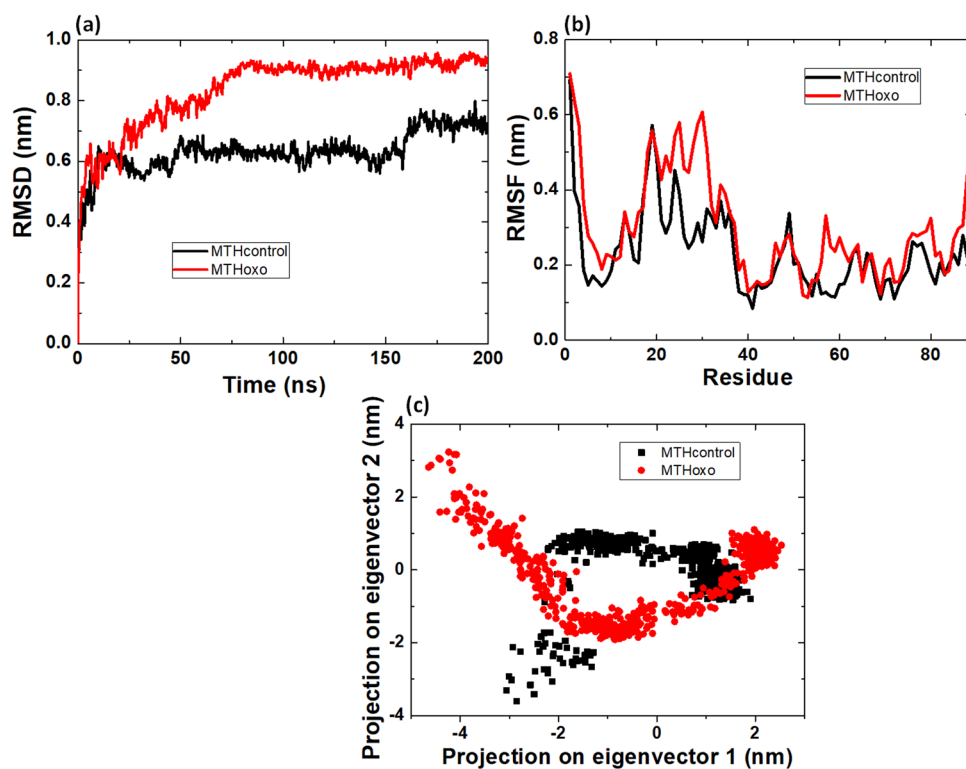 (a)
RMSD (nm)
1.0
0.8
0.6
0.4
0.2
0.0
MTHcontrol
MTHoxo
0 50 100 150 200
Time (ns)
(b)
RMSF (nm)
0.8
0.4
0.2
0.0
MTHcontrol
MTHoxo
0 20 40 60 80
Residue
(c)
Projection on eigenvector 2 (nm)
4
2
0
-2
-4
MTHcontrol
MTHoxo
-4 -2 0 2
Projection on eigenvector 1 (nm)